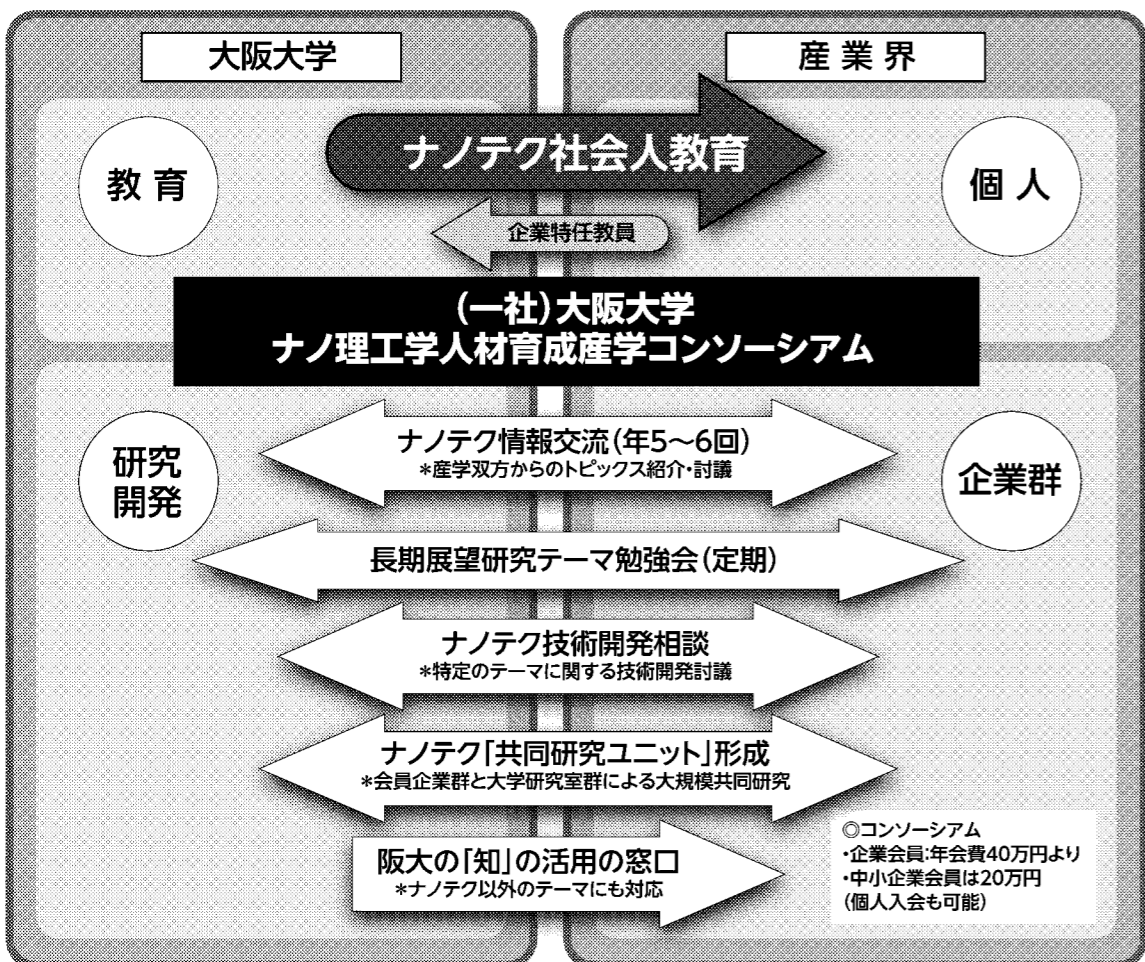 大阪大学
産業界
教育
ナノテク社会人教育
個人
企業特任教員
(一社)大阪大学
ナノ理工学人材育成産学コンソーシアム
研究
開発
ナノテク情報交流(年5〜6回)
*産学双方からのトピックス紹介・討議
企業群
長期展望研究テーマ勉強会(定期)
ナノテク技術開発相談
*特定のテーマに関する技術開発討議
ナノテク「共同研究ユニット」形成
*会員企業群と大学研究室群による大規模共同研究
阪大の「知」の活用の窓口
*ナノテク以外のテーマにも対応
◎コンソーシアム
・企業会員:年会費40万円より
・中小企業会員は20万円
(個人入会も可能)